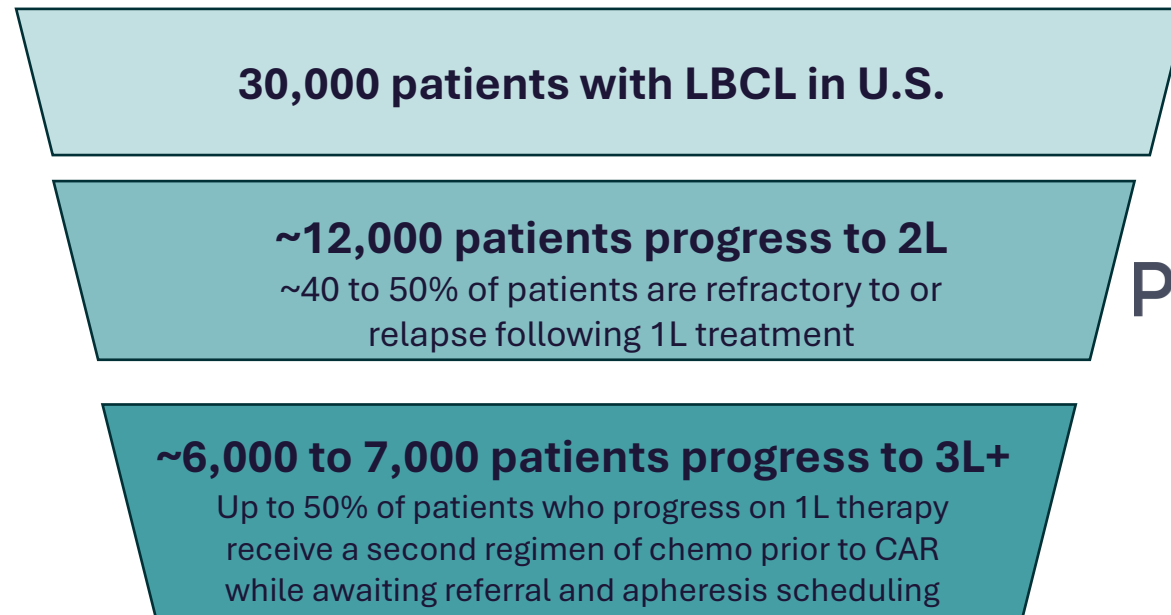 30,000 patients with LBCL in U.S.
~12,000 patients progress to 2L
~40 to 50% of patients are refractory to or
relapse following 1L treatment
P
~6,000 to 7,000 patients progress to 3L+
Up to 50% of patients who progress on 1L therapy
receive a second regimen of chemo prior to CAR
while awaiting referral and apheresis scheduling